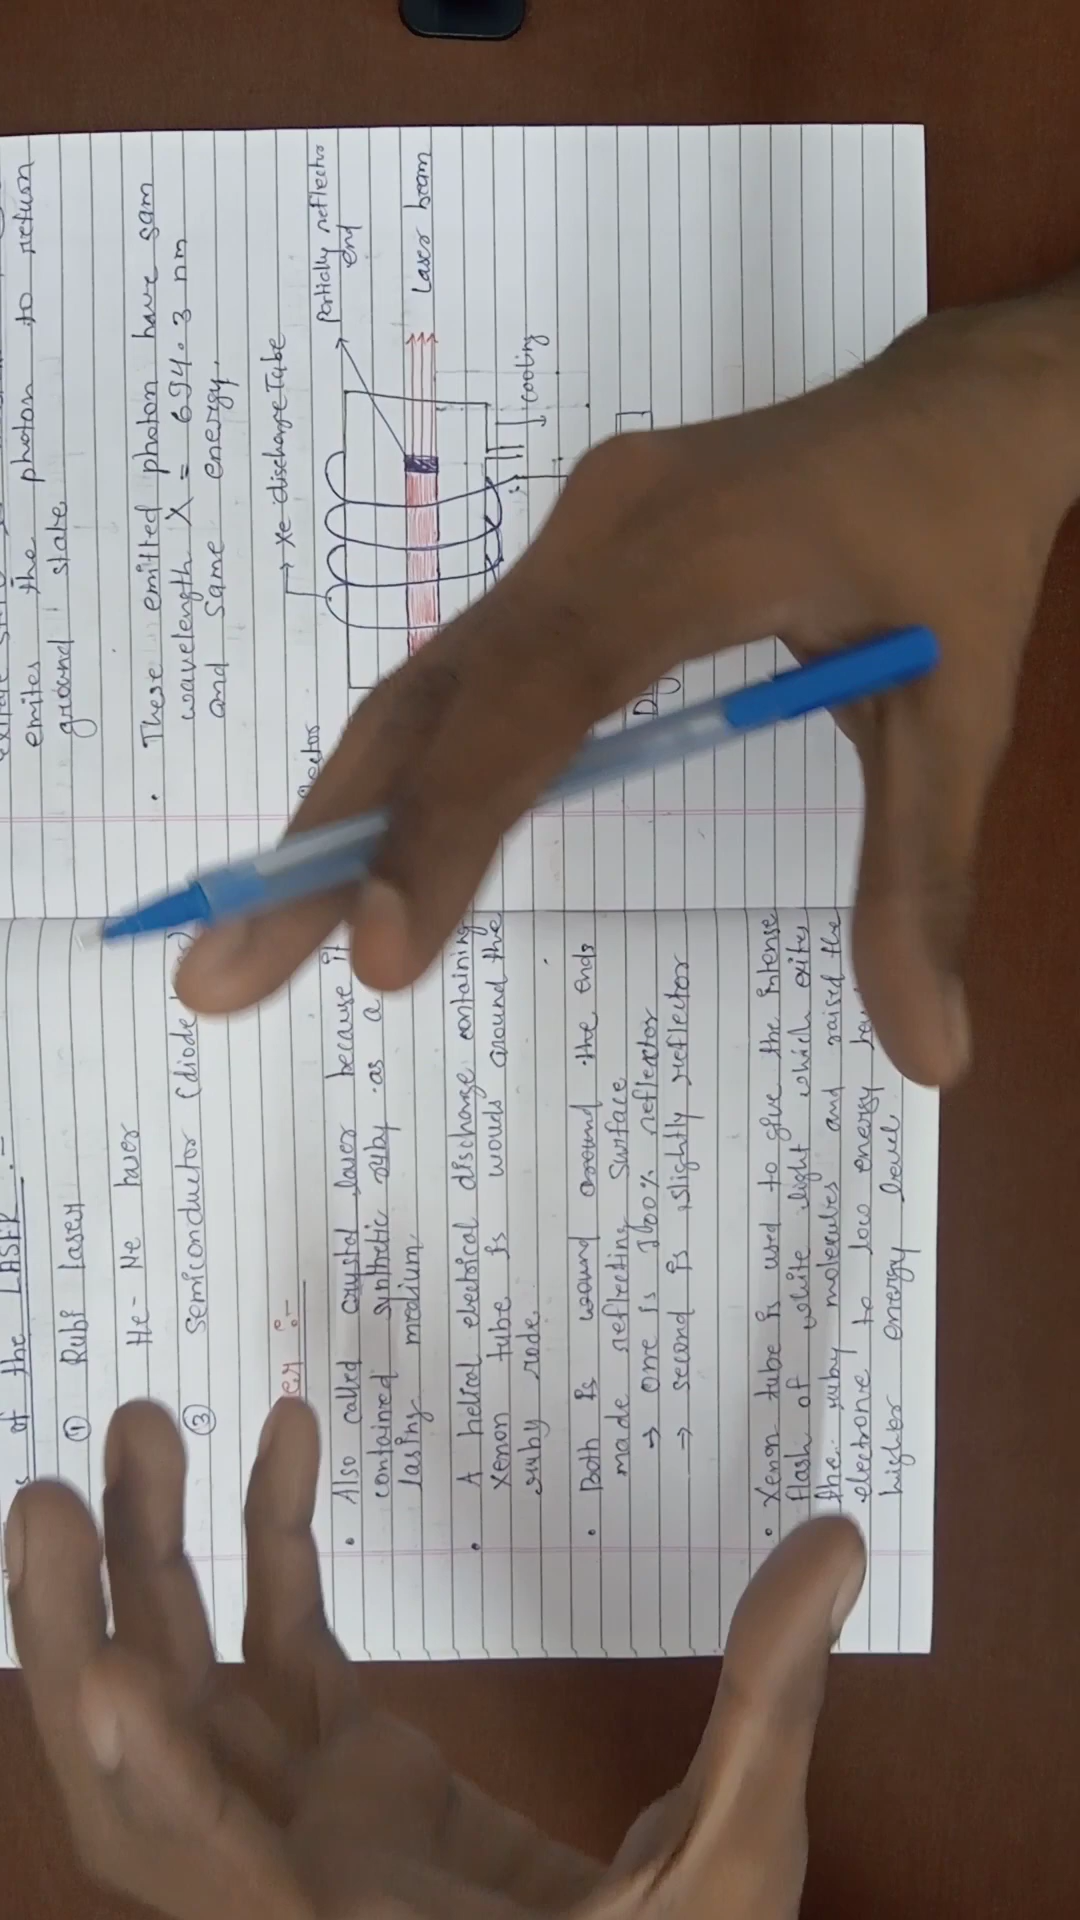 of the LASER :-
① Rubi laser
He- Ne laser
③ Semiconductor (diode
:-
• Also called crystal laser because it
contained synthetic ruby as a
lasing medium.
• A helical electrical discharge containing
xenon tube is wouds around the
ruby rode.
• Both is wound around the ends
made reflecting surface
→ one is 100% reflector
→ second is slightly reflector
• Xenon tube is used to give the intense
flash of white light which exites
the ruby molecules and raised the
electronic to low energy
higher energy level
emites the photon to return
ground state.
• These emitted photon have sam
wavelength λ = 694.3 nm
and same energy.
→ Xe discharge Tube
Partially reflector
end
Laser beam
cooling